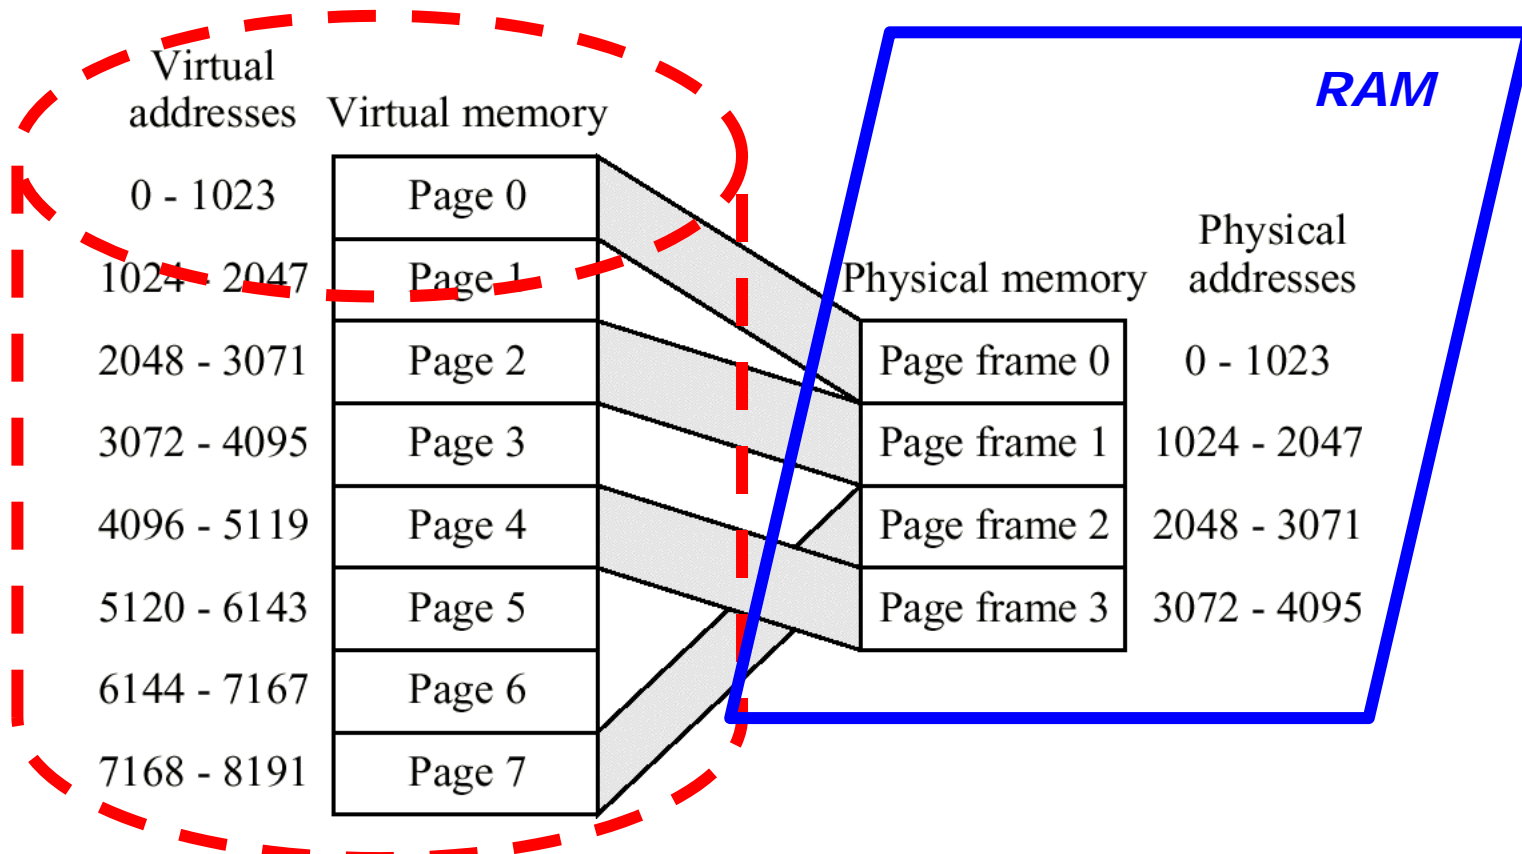 RAM
Virtual
addresses
Virtual memory
0 - 1023
Page 0
1024 - 2047
Page 1
2048 - 3071
Page 2
3072 - 4095
Page 3
4096 - 5119
Page 4
5120 - 6143
Page 5
6144 - 7167
Page 6
7168 - 8191
Page 7
Physical memory
Physical
addresses
Page frame 0
0 - 1023
Page frame 1
1024 - 2047
Page frame 2
2048 - 3071
Page frame 3
3072 - 4095